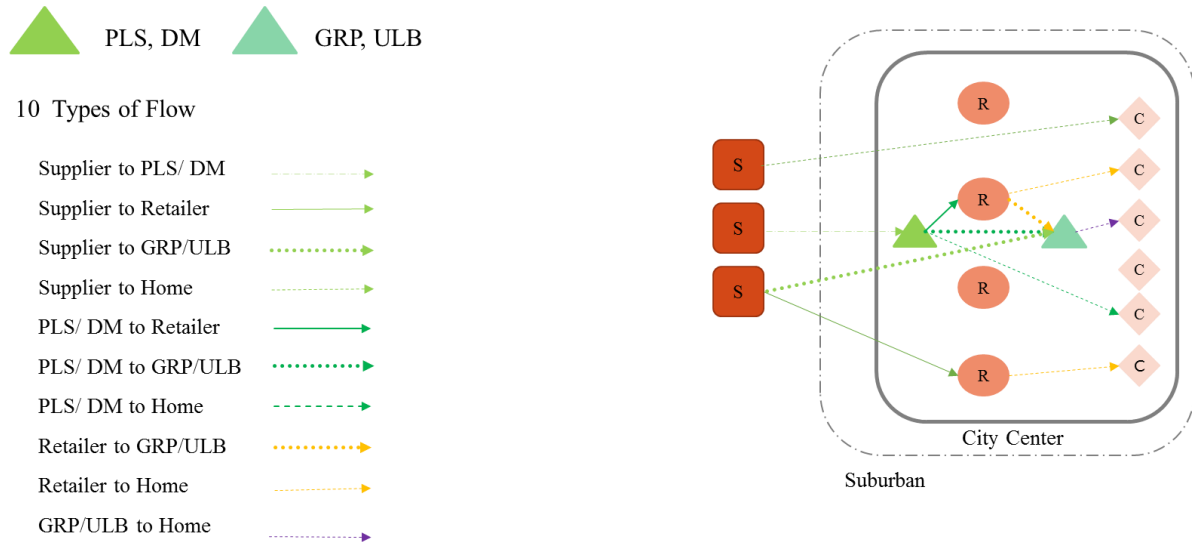 PLS, DM
GRP, ULB
10 Types of Flow
Supplier to PLS/ DM
Supplier to Retailer
Supplier to GRP/ULB
Supplier to Home
PLS/ DM to Retailer
PLS/ DM to GRP/ULB
PLS/ DM to Home
Retailer to GRP/ULB
Retailer to Home
GRP/ULB to Home
R
C
S
C
R
C
S
C
S
R
C
R
C
City Center
Suburban